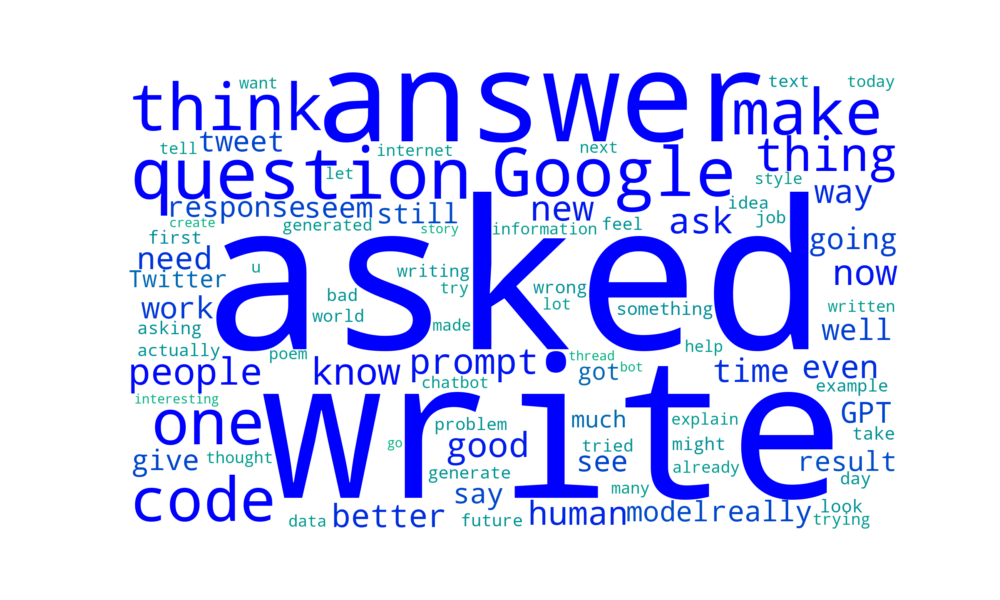 want
answer
text
today
think
make
tell
tweet
internet
next
thing
question
let
Google
style
way
response
seem
still
new
ask
idea
job
create
generated
story
information
feel
first
going
need
u
writing
asked
now
Twitter
try
wrong
bad
lot
something
written
work
world
made
well
asking
help
actually
poem
prompt
thread
bot
people
know
got
time
even
chatbot
example
interesting
one
write
much
explain
GPT
problem
take
go
good
tried
might
give
thought
see
already
result
generate
day
code
say
many
data
better
future
human
model
really
look
trying